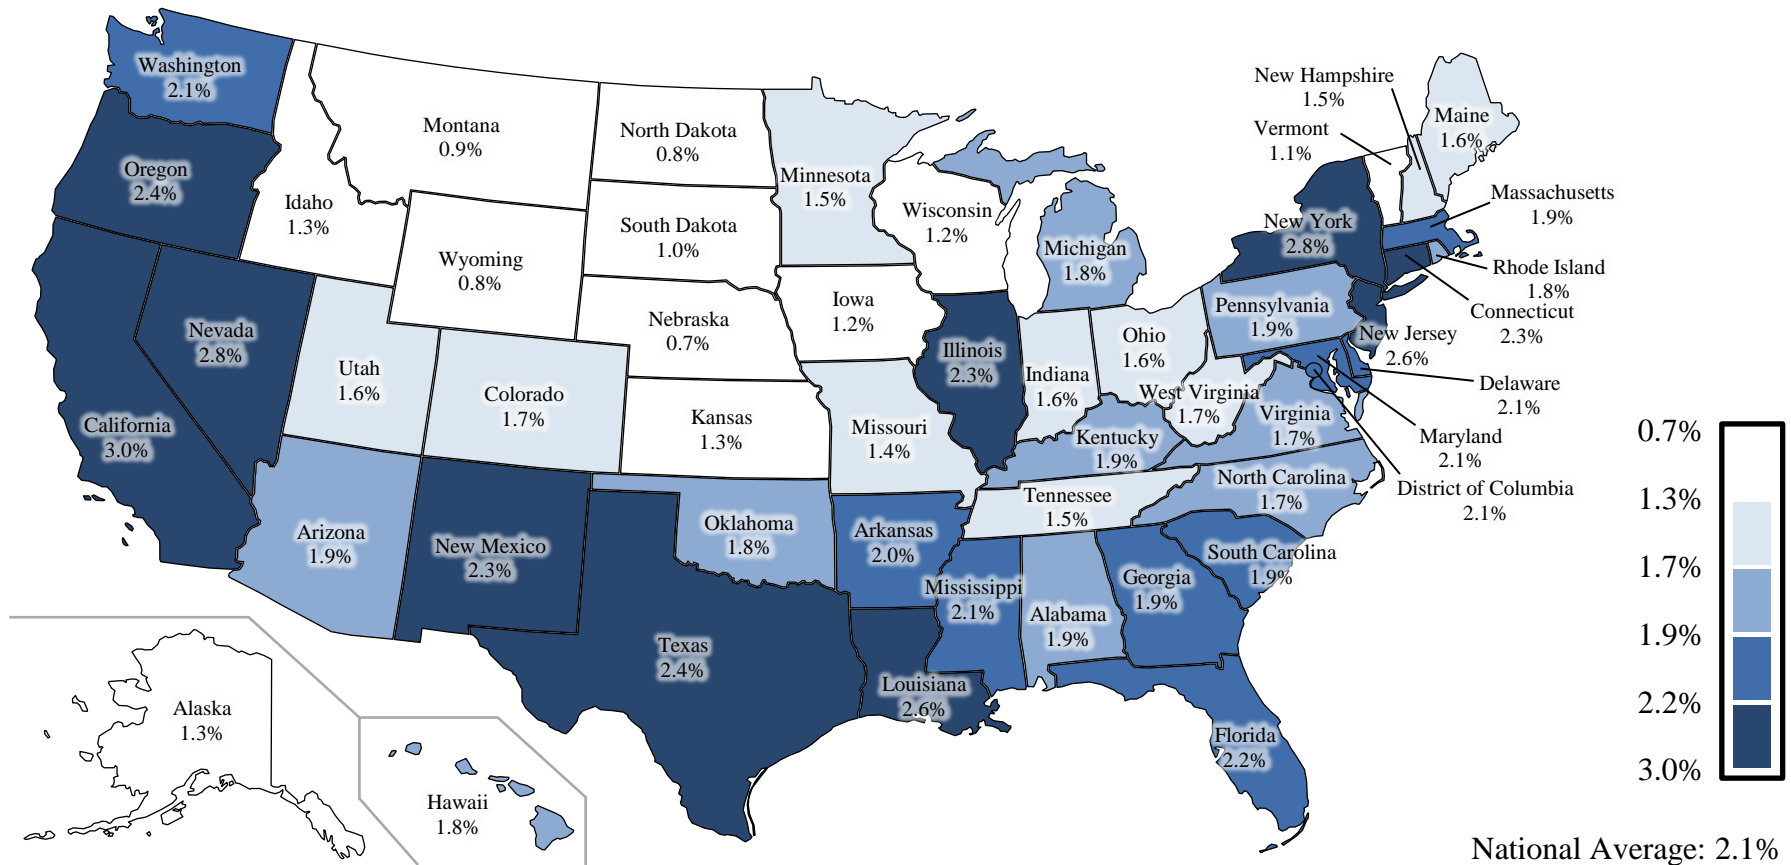 Washington
2.1%
Oregon
2.4%
California
3.0%
Nevada
2.8%
Idaho
1.3%
Montana
0.9%
Wyoming
0.8%
Utah
1.6%
Colorado
1.7%
Arizona
1.9%
New Mexico
2.3%
North Dakota
0.8%
South Dakota
1.0%
Nebraska
0.7%
Kansas
1.3%
Oklahoma
1.8%
Texas
2.4%
Minnesota
1.5%
Iowa
1.2%
Missouri
1.4%
Arkansas
2.0%
Louisiana
2.6%
Wisconsin
1.2%
Illinois
2.3%
Michigan
1.8%
Indiana
1.6%
Ohio
1.6%
Kentucky
1.9%
Tennessee
1.5%
Mississippi
2.1%
Alabama
1.9%
Georgia
1.9%
Florida
2.2%
South Carolina
1.9%
North Carolina
1.7%
Virginia
1.7%
West Virginia
1.7%
Pennsylvania
1.9%
New York
2.8%
Vermont
1.1%
New Hampshire
1.5%
Maine
1.6%
Massachusetts
1.9%
Rhode Island
1.8%
Connecticut
2.3%
New Jersey
2.6%
Delaware
2.1%
Maryland
2.1%
District of Columbia
2.1%
Alaska
1.3%
Hawaii
1.8%
0.7%
1.3%
1.7%
1.9%
2.2%
3.0%
National Average: 2.1%